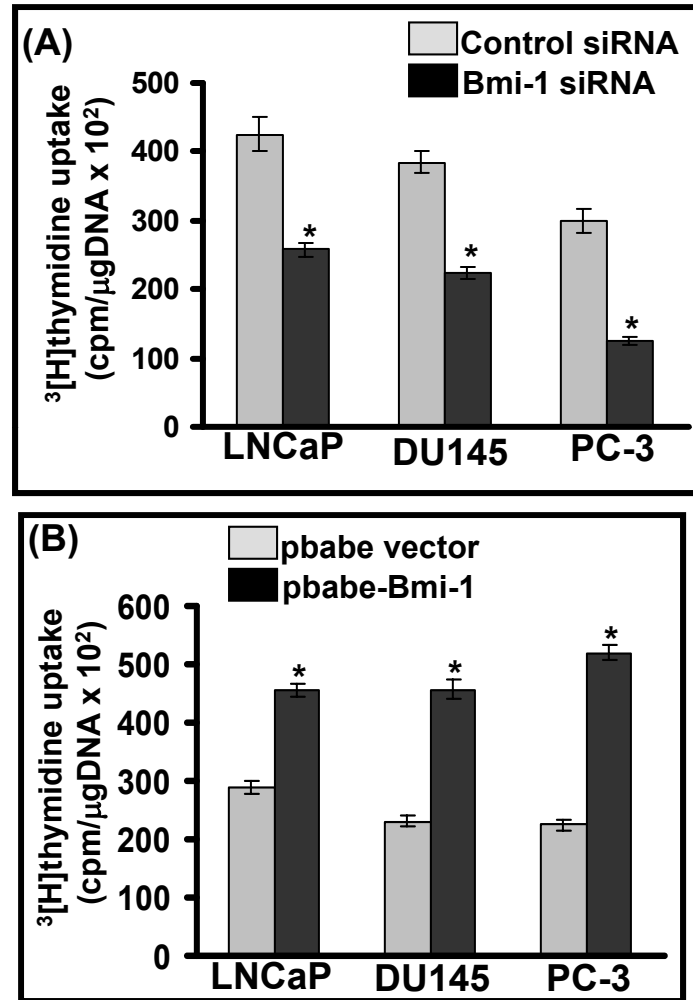 (A)
Control siRNA
Bmi-1 siRNA
³[H]thymidine uptake
(cpm/µgDNA x 10²)
500
400
300
200
100
0
*
*
*
LNCaP DU145 PC-3
(B)
pbabe vector
pbabe-Bmi-1
³[H]thymidine uptake
(cpm/µgDNA x 10²)
600
500
400
300
200
100
0
*
*
*
LNCaP DU145 PC-3